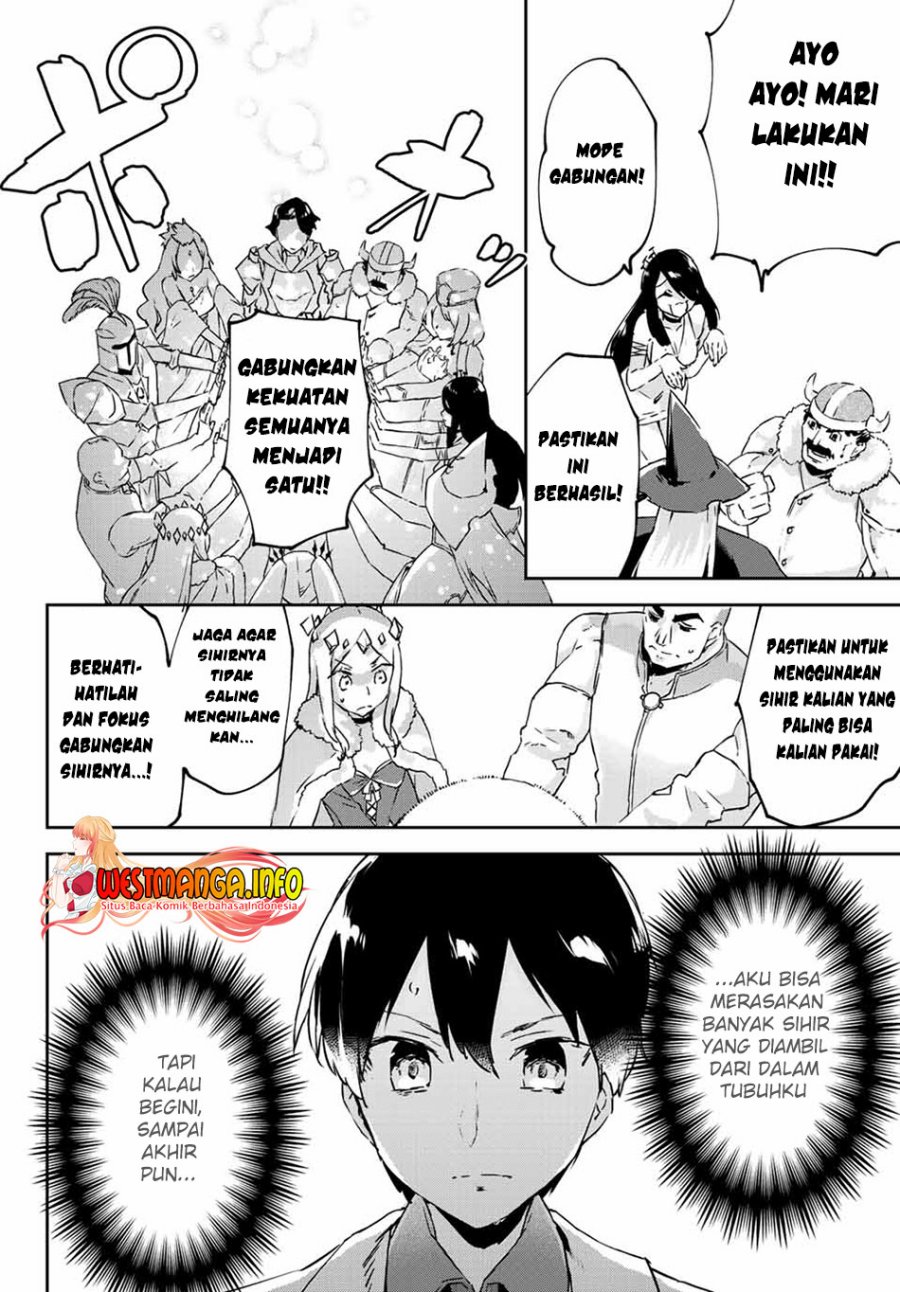 AYO
AYO! MARI
LAKUKAN
INI!!
MODE
GABUNGAN!
PASTIKAN
INI
BERHASIL!
ポォッ
GABUNGKAN
KEKUATAN
SEMUANYA
MENJADI
SATU!!
PASTIKAN UNTUK
MENGGUNAKAN
SIHIR KALIAN YANG
PALING BISA
KALIAN PAKAI!
JAGA AGAR
SIHIRNYA
TIDAK
SALING
MENGHILANG
KAN...
BERHATI-
HATILAH
DAN FOKUS
GABUNGKAN
SIHIRNYA...!
WESTMANGA.INFO
Situs Baca Komik Berbahasa Indonesia
...AKU BISA
MERASAKAN
BANYAK SIHIR
YANG DIAMBIL
DARI DALAM
TUBUHKU
TAPI
KALAU
BEGINI,
SAMPAI
AKHIR
PUN...